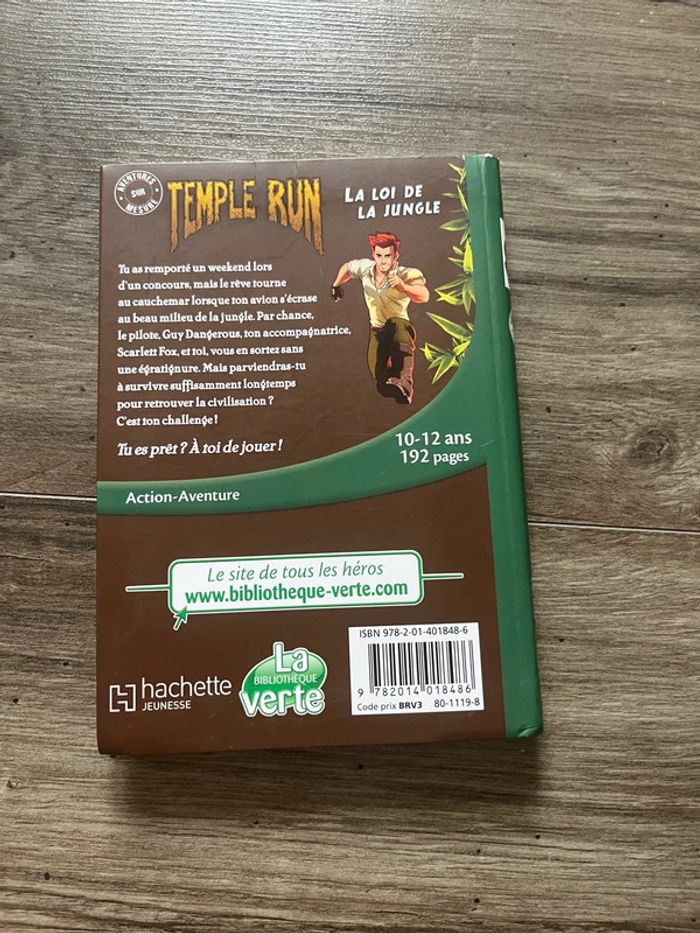 AVENTURES
SUR
MESURE
TEMPLE RUN
LA LOI DE
LA JUNGLE
Tu as remporté un weekend lors
d'un concours, mais le rêve tourne
au cauchemar lorsque ton avion s'écrase
au beau milieu de la jungle. Par chance,
le pilote, Guy Dangerous, ton accompagnatrice,
Scarlett Fox, et toi, vous en sortez sans
une égratignure. Mais parviendras-tu
à survivre suffisamment longtemps
pour retrouver la civilisation ?
C'est ton challenge !
Tu es prêt ? À toi de jouer !
10-12 ans
192 pages
Action-Aventure
Le site de tous les héros
www.bibliotheque-verte.com
hachette
JEUNESSE
La
BIBLIOTHÈQUE
verte
ISBN 978-2-01-401848-6
9 782014 018486
Code prix BRV3 80-1119-8